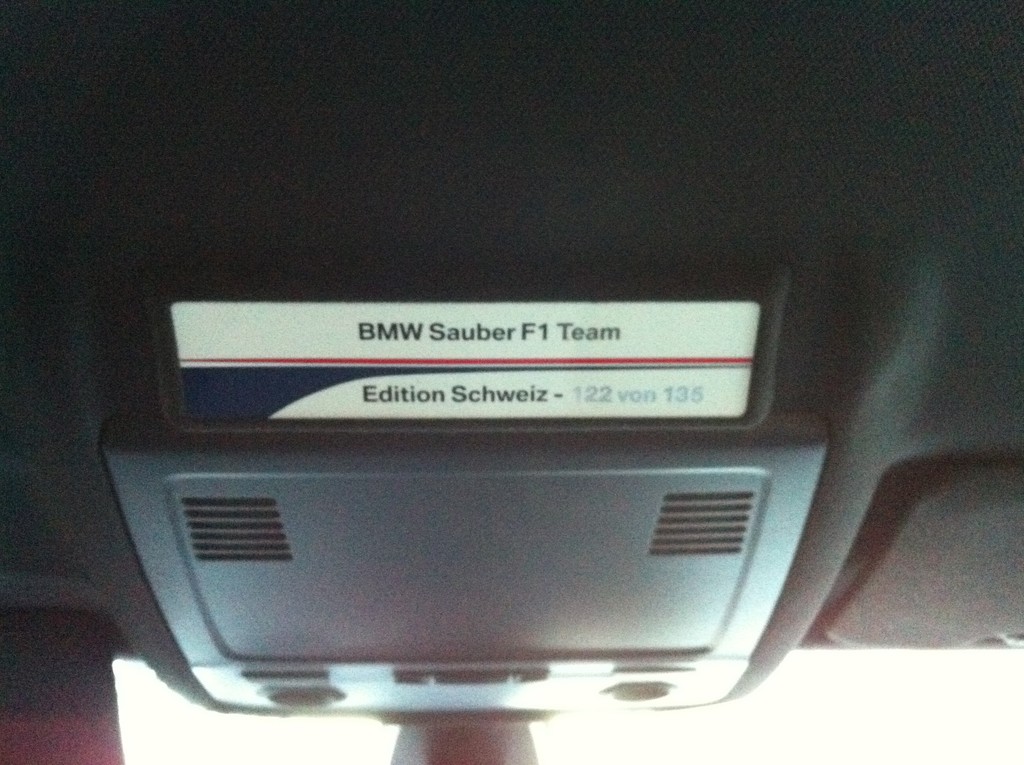 BMW Sauber F1 Team
Edition Schweiz - 122 von 135